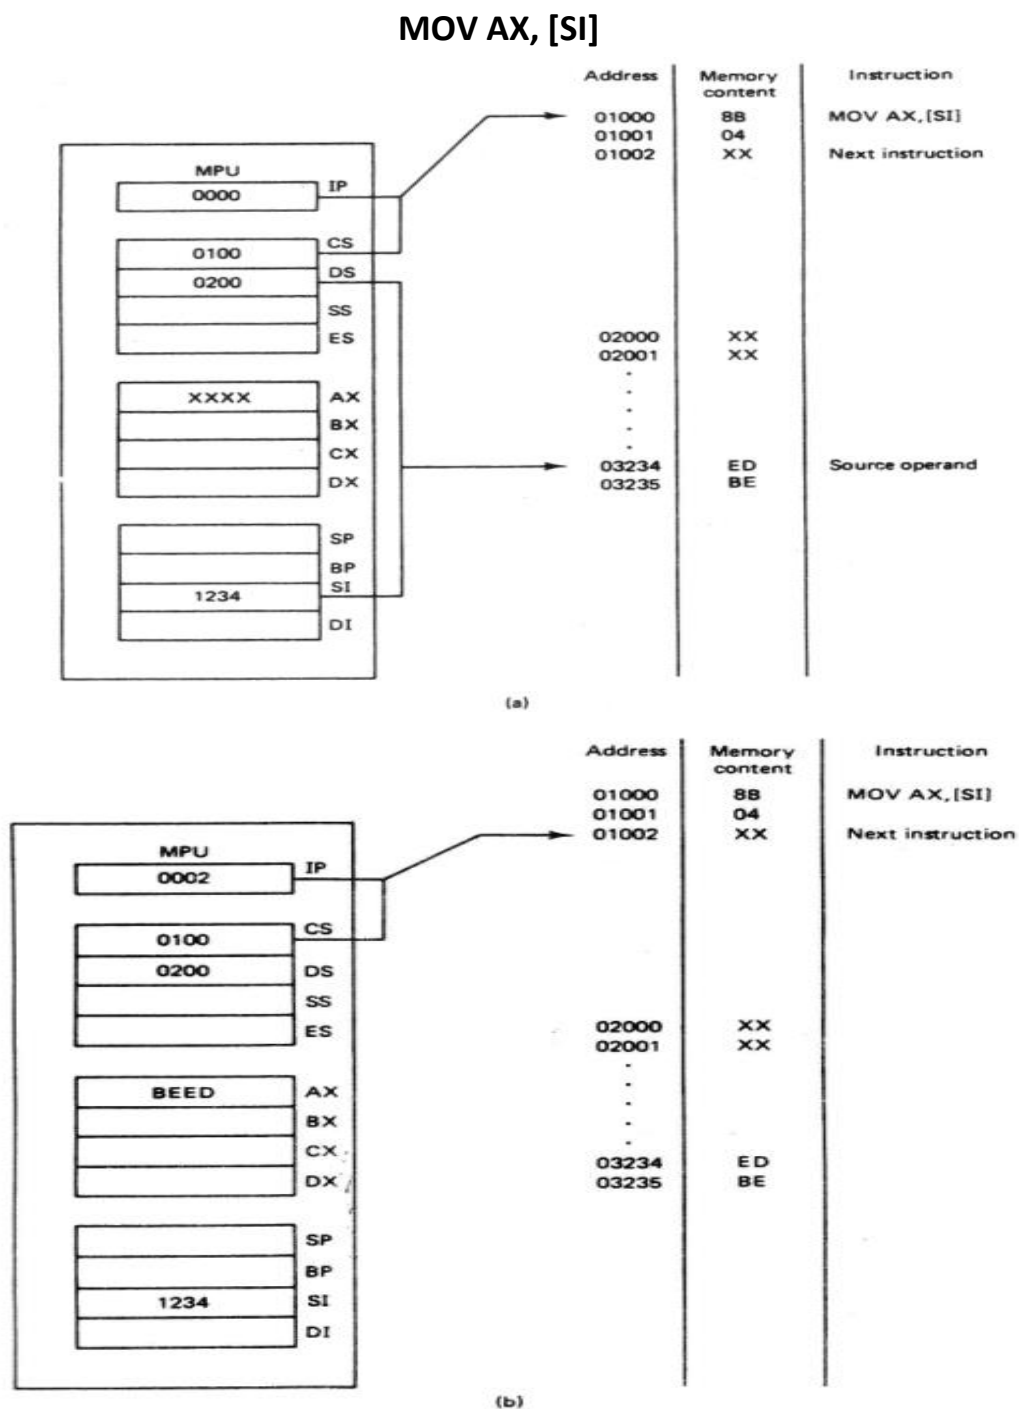 MOV AX, [SI]
Address Memory content Instruction
01000 8B MOV AX,[SI]
01001 04
01002 XX Next instruction
MPU
0000 IP
0100 CS
0200 DS
SS
ES
02000 XX
02001 XX
XXXX AX
BX
CX
DX
03234 ED Source operand
03235 BE
SP
BP
1234 SI
DI
(a)
Address Memory content Instruction
01000 8B MOV AX,[SI]
01001 04
01002 XX Next instruction
MPU
0002 IP
0100 CS
0200 DS
SS
ES
02000 XX
02001 XX
BEED AX
BX
CX
DX
03234 ED
03235 BE
SP
BP
1234 SI
DI
(b)